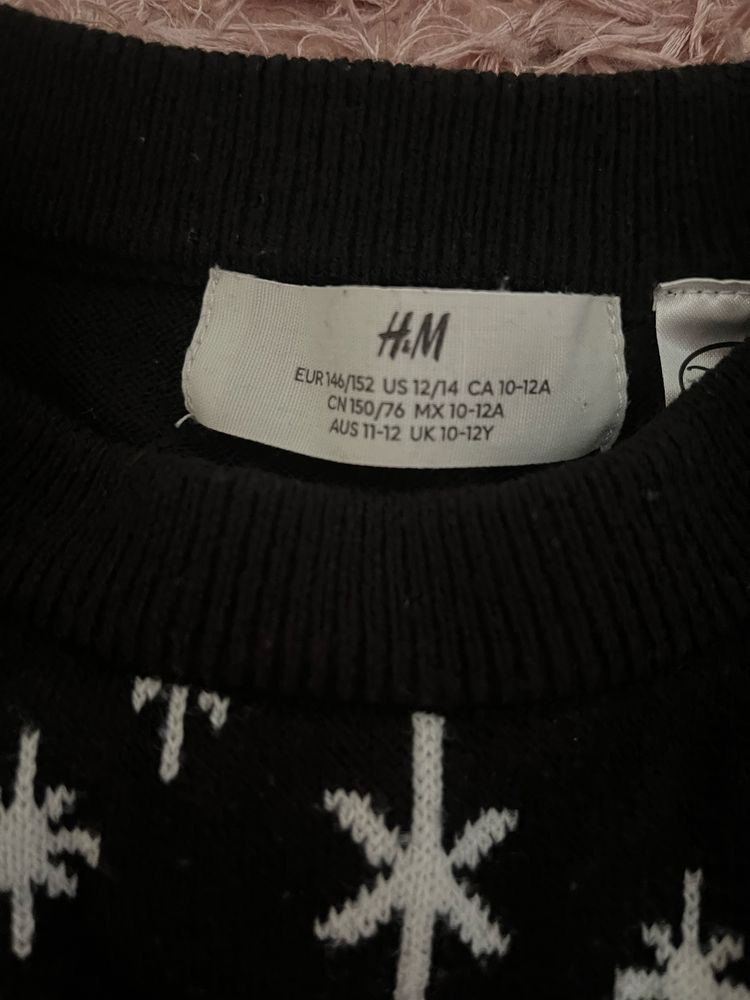 H&M
EUR 146/152 US 12/14 CA 10-12A
CN 150/76 MX 10-12A
AUS 11-12 UK 10-12Y